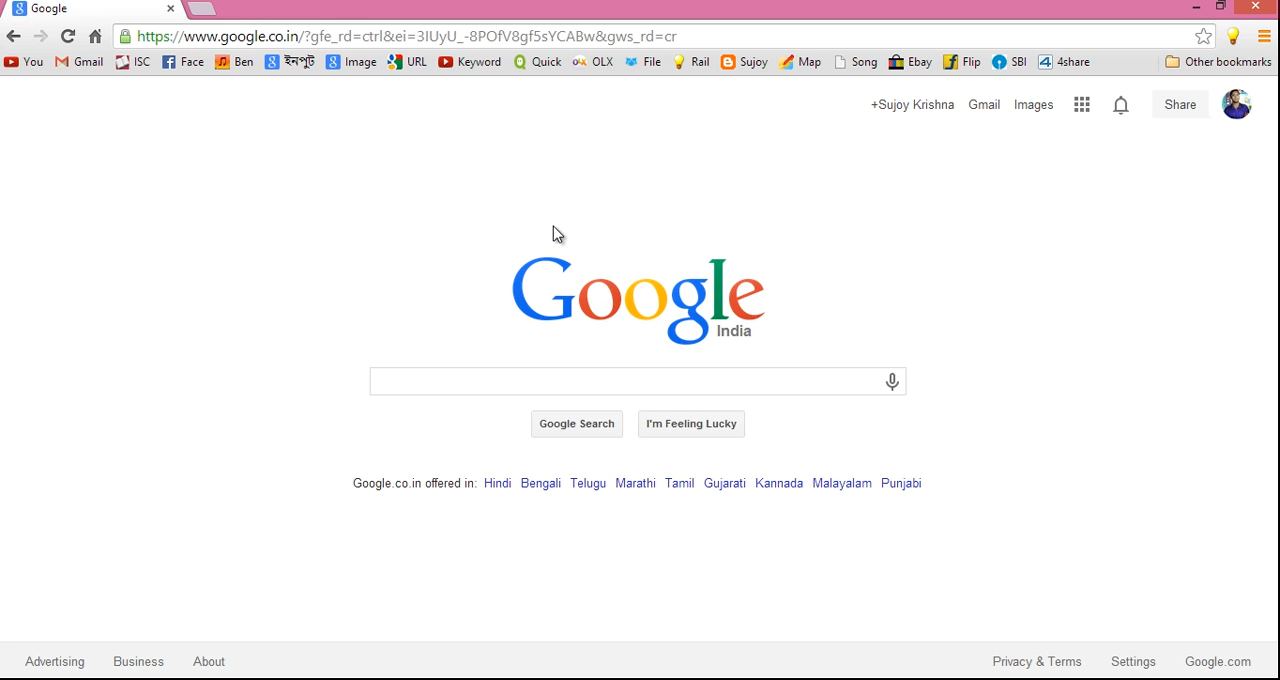 Google
https://www.google.co.in/?gfe_rd=ctrl&ei=3IUyU_-8POfV8gf5sYCABw&gws_rd=cr
You Gmail ISC Face Ben ইনপুট Image URL Keyword Quick OLX File Rail Sujoy Map Song Ebay Flip SBI 4share Other bookmarks
+Sujoy Krishna Gmail Images Share
Google
India
Google Search I'm Feeling Lucky
Google.co.in offered in: Hindi Bengali Telugu Marathi Tamil Gujarati Kannada Malayalam Punjabi
Advertising Business About Privacy & Terms Settings Google.com